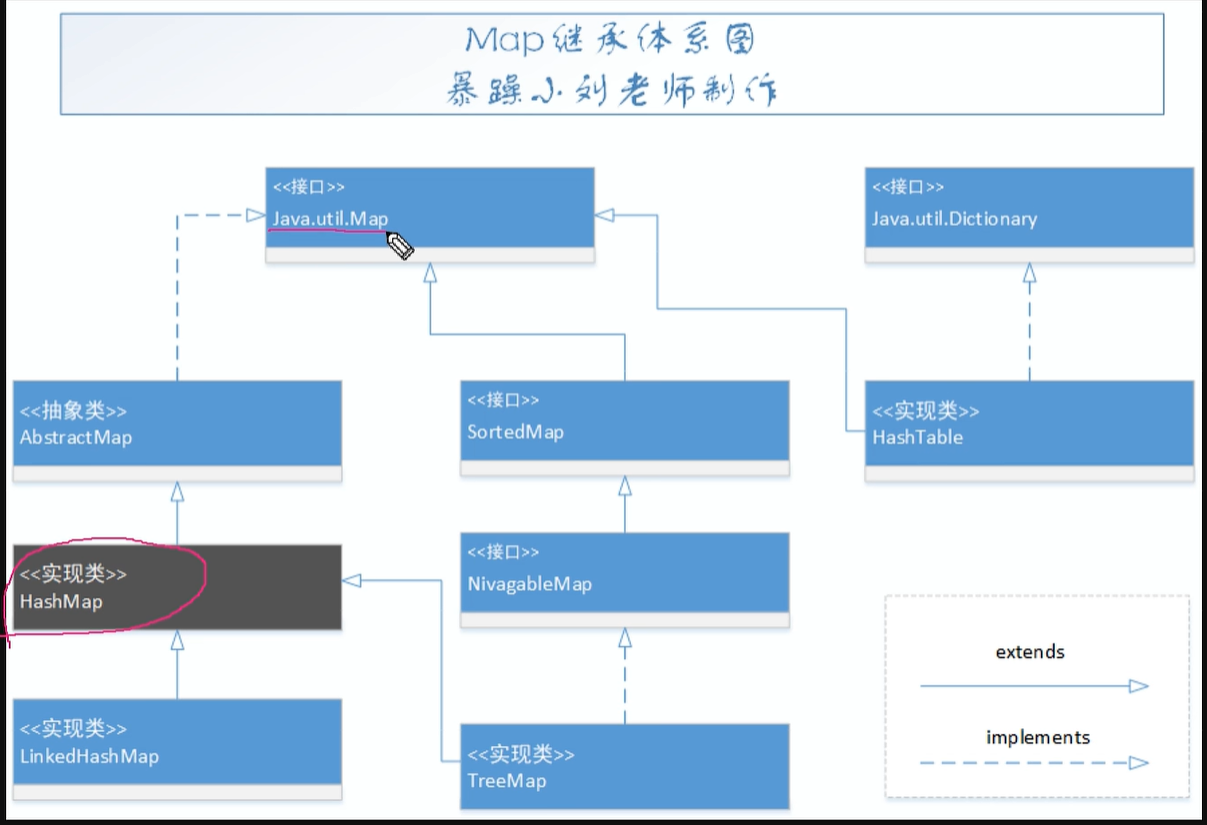 Map继承体系图
暴躁小刘老师制作
<<接口>>
Java.util.Map
<<接口>>
Java.util.Dictionary
<<抽象类>>
AbstractMap
<<接口>>
SortedMap
<<实现类>>
HashTable
<<实现类>>
HashMap
<<接口>>
NivagableMap
extends
implements
<<实现类>>
LinkedHashMap
<<实现类>>
TreeMap